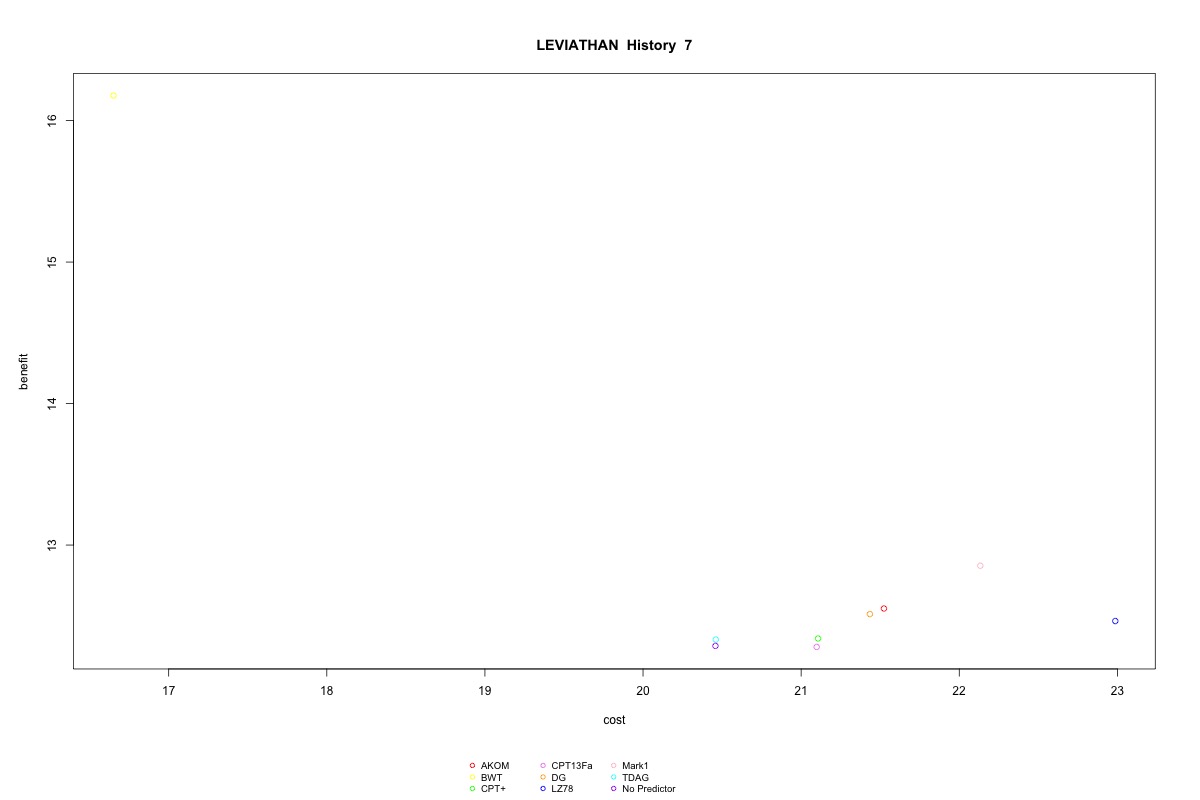 LEVIATHAN History 7
16
15
14
13
benefit
17 18 19 20 21 22 23
cost
AKOM CPT13Fa Mark1
BWT DG TDAG
CPT+ LZ78 No Predictor